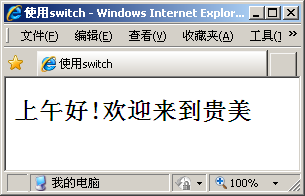 使用switch - Windows Internet Explor...
文件(F) 编辑(E) 查看(V) 收藏夹(A) 工具(
使用switch
上午好!欢迎来到贵美
我的电脑 100%